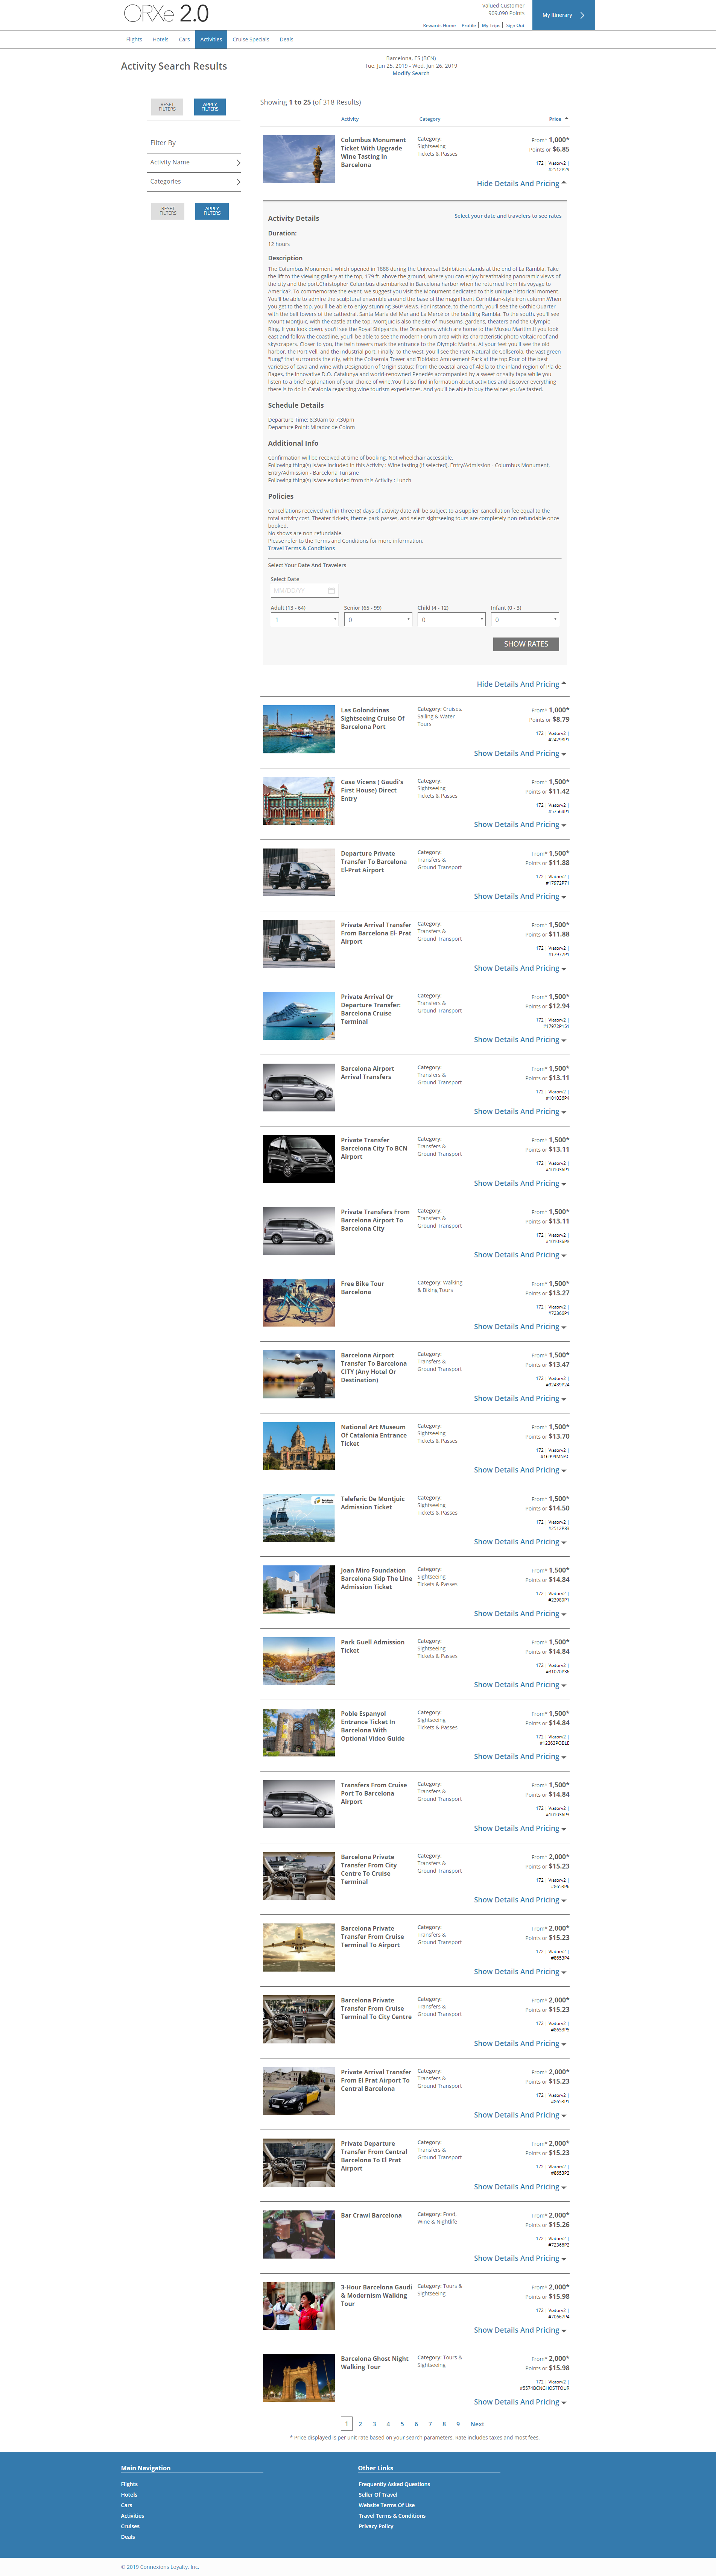 ORXe 2.0
Valued Customer
909,090 Points
Rewards Home | Profile | My Trips | Sign Out
My Itinerary
Flights Hotels Cars Activities Cruise Specials Deals
Activity Search Results
Barcelona, ES (BCN)
Tue, Jun 25, 2019 - Wed, Jun 26, 2019
Modify Search
RESET FILTERS
APPLY FILTERS
Filter By
Activity Name
Categories
RESET FILTERS
APPLY FILTERS
Showing 1 to 25 (of 318 Results)
Activity Category Price
Columbus Monument
Ticket With Upgrade
Wine Tasting In
Barcelona
Category:
Sightseeing
Tickets & Passes
From* 1,000*
Points or $6.85
172 | Viatorv2 |
#2512P29
Hide Details And Pricing
Activity Details
Select your date and travelers to see rates
Duration:
12 hours
Description
The Columbus Monument, which opened in 1888 during the Universal Exhibition, stands at the end of La Rambla. Take
the lift to the viewing gallery at the top, 179 ft. above the ground, where you can enjoy breathtaking panoramic views of
the city and the port.Christopher Columbus disembarked in Barcelona harbor when he returned from his voyage to
America?. To commemorate the event, we suggest you visit the Monument dedicated to this unique historical moment.
You'll be able to admire the sculptural ensemble around the base of the magnificent Corinthian-style iron column.When
you get to the top, you'll be able to enjoy stunning 360º views. For instance, to the north, you'll see the Gothic Quarter
with the bell towers of the cathedral, Santa Maria del Mar and La Mercè or the bustling Rambla. To the south, you'll see
Mount Montjuïc, with the castle at the top. Montjuïc is also the site of museums, gardens, theaters and the Olympic
Ring. If you look down, you'll see the Royal Shipyards, the Drassanes, which are home to the Museu Marítim.If you look
east and follow the coastline, you'll be able to see the modern Forum area with its characteristic photo voltaic roof and
skyscrapers. Closer to you, the twin towers mark the entrance to the Olympic Marina. At your feet you'll see the old
harbor, the Port Vell, and the industrial port. Finally, to the west, you'll see the Parc Natural de Collserola, the vast green
"lung" that surrounds the city, with the Collserola Tower and Tibidabo Amusement Park at the top.Four of the best
varieties of cava and wine with Designation of Origin status: from the coastal area of Alella to the inland region of Pla de
Bages, the innovative D.O. Catalunya and world-renowned Penedès accompanied by a sweet or salty tapa while you
listen to a brief explanation of your choice of wine.You'll also find information about activities and discover everything
there is to do in Catalonia regarding wine tourism experiences. And you'll be able to buy the wines you've tasted.
Schedule Details
Departure Time: 8:30am to 7:30pm
Departure Point: Mirador de Colom
Additional Info
Confirmation will be received at time of booking. Not wheelchair accessible.
Following thing(s) is/are included in this Activity : Wine tasting (if selected), Entry/Admission - Columbus Monument,
Entry/Admission - Barcelona Turisme
Following thing(s) is/are excluded from this Activity : Lunch
Policies
Cancellations received within three (3) days of activity date will be subject to a supplier cancellation fee equal to the
total activity cost. Theater tickets, theme-park passes, and select sightseeing tours are completely non-refundable once
booked.
No shows are non-refundable.
Please refer to the Terms and Conditions for more information.
Travel Terms & Conditions
Select Your Date And Travelers
Select Date
MM/DD/YY
Adult (13 - 64) Senior (65 - 99) Child (4 - 12) Infant (0 - 3)
1 0 0 0
SHOW RATES
Hide Details And Pricing
Las Golondrinas
Sightseeing Cruise Of
Barcelona Port
Category: Cruises,
Sailing & Water
Tours
From* 1,000*
Points or $8.79
172 | Viatorv2 |
#24298P1
Show Details And Pricing
Casa Vicens ( Gaudi's
First House) Direct
Entry
Category:
Sightseeing
Tickets & Passes
From* 1,500*
Points or $11.42
172 | Viatorv2 |
#57564P1
Show Details And Pricing
Departure Private
Transfer To Barcelona
El-Prat Airport
Category:
Transfers &
Ground Transport
From* 1,500*
Points or $11.88
172 | Viatorv2 |
#17972P71
Show Details And Pricing
Private Arrival Transfer
From Barcelona El- Prat
Airport
Category:
Transfers &
Ground Transport
From* 1,500*
Points or $11.88
172 | Viatorv2 |
#17972P1
Show Details And Pricing
Private Arrival Or
Departure Transfer:
Barcelona Cruise
Terminal
Category:
Transfers &
Ground Transport
From* 1,500*
Points or $12.94
172 | Viatorv2 |
#17972P151
Show Details And Pricing
Barcelona Airport
Arrival Transfers
Category:
Transfers &
Ground Transport
From* 1,500*
Points or $13.11
172 | Viatorv2 |
#101036P4
Show Details And Pricing
Private Transfer
Barcelona City To BCN
Airport
Category:
Transfers &
Ground Transport
From* 1,500*
Points or $13.11
172 | Viatorv2 |
#101036P1
Show Details And Pricing
Private Transfers From
Barcelona Airport To
Barcelona City
Category:
Transfers &
Ground Transport
From* 1,500*
Points or $13.11
172 | Viatorv2 |
#101036P8
Show Details And Pricing
Free Bike Tour
Barcelona
Category: Walking
& Biking Tours
From* 1,500*
Points or $13.27
172 | Viatorv2 |
#72366P1
Show Details And Pricing
Barcelona Airport
Transfer To Barcelona
CITY (Any Hotel Or
Destination)
Category:
Transfers &
Ground Transport
From* 1,500*
Points or $13.47
172 | Viatorv2 |
#92439P24
Show Details And Pricing
National Art Museum
Of Catalonia Entrance
Ticket
Category:
Sightseeing
Tickets & Passes
From* 1,500*
Points or $13.70
172 | Viatorv2 |
#16999MNAC
Show Details And Pricing
Teleferic De Montjuic
Admission Ticket
Category:
Sightseeing
Tickets & Passes
From* 1,500*
Points or $14.50
172 | Viatorv2 |
#2512P33
Show Details And Pricing
Joan Miro Foundation
Barcelona Skip The Line
Admission Ticket
Category:
Sightseeing
Tickets & Passes
From* 1,500*
Points or $14.84
172 | Viatorv2 |
#23980P1
Show Details And Pricing
Park Guell Admission
Ticket
Category:
Sightseeing
Tickets & Passes
From* 1,500*
Points or $14.84
172 | Viatorv2 |
#31070P36
Show Details And Pricing
Poble Espanyol
Entrance Ticket In
Barcelona With
Optional Video Guide
Category:
Sightseeing
Tickets & Passes
From* 1,500*
Points or $14.84
172 | Viatorv2 |
#12363POBLE
Show Details And Pricing
Transfers From Cruise
Port To Barcelona
Airport
Category:
Transfers &
Ground Transport
From* 1,500*
Points or $14.84
172 | Viatorv2 |
#101036P3
Show Details And Pricing
Barcelona Private
Transfer From City
Centre To Cruise
Terminal
Category:
Transfers &
Ground Transport
From* 2,000*
Points or $15.23
172 | Viatorv2 |
#8653P6
Show Details And Pricing
Barcelona Private
Transfer From Cruise
Terminal To Airport
Category:
Transfers &
Ground Transport
From* 2,000*
Points or $15.23
172 | Viatorv2 |
#8653P4
Show Details And Pricing
Barcelona Private
Transfer From Cruise
Terminal To City Centre
Category:
Transfers &
Ground Transport
From* 2,000*
Points or $15.23
172 | Viatorv2 |
#8653P5
Show Details And Pricing
Private Arrival Transfer
From El Prat Airport To
Central Barcelona
Category:
Transfers &
Ground Transport
From* 2,000*
Points or $15.23
172 | Viatorv2 |
#8653P1
Show Details And Pricing
Private Departure
Transfer From Central
Barcelona To El Prat
Airport
Category:
Transfers &
Ground Transport
From* 2,000*
Points or $15.23
172 | Viatorv2 |
#8653P2
Show Details And Pricing
Bar Crawl Barcelona
Category: Food,
Wine & Nightlife
From* 2,000*
Points or $15.26
172 | Viatorv2 |
#72366P2
Show Details And Pricing
3-Hour Barcelona Gaudi
& Modernism Walking
Tour
Category: Tours &
Sightseeing
From* 2,000*
Points or $15.98
172 | Viatorv2 |
#70667P4
Show Details And Pricing
Barcelona Ghost Night
Walking Tour
Category: Tours &
Sightseeing
From* 2,000*
Points or $15.98
172 | Viatorv2 |
#5574BCNGHOSTTOUR
Show Details And Pricing
1 2 3 4 5 6 7 8 9 Next
* Price displayed is per unit rate based on your search parameters. Rate includes taxes and most fees.
Main Navigation
Flights
Hotels
Cars
Activities
Cruises
Deals
Other Links
Frequently Asked Questions
Seller Of Travel
Website Terms Of Use
Travel Terms & Conditions
Privacy Policy
© 2019 Connexions Loyalty, Inc.